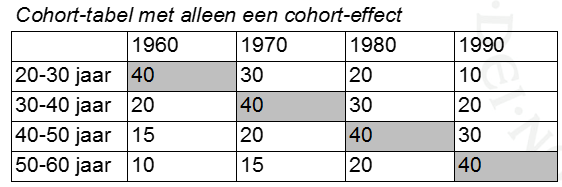 Cohort-tabel met alleen een cohort-effect
1960 1970 1980 1990
20-30 jaar 40 30 20 10
30-40 jaar 20 40 30 20
40-50 jaar 15 20 40 30
50-60 jaar 10 15 20 40